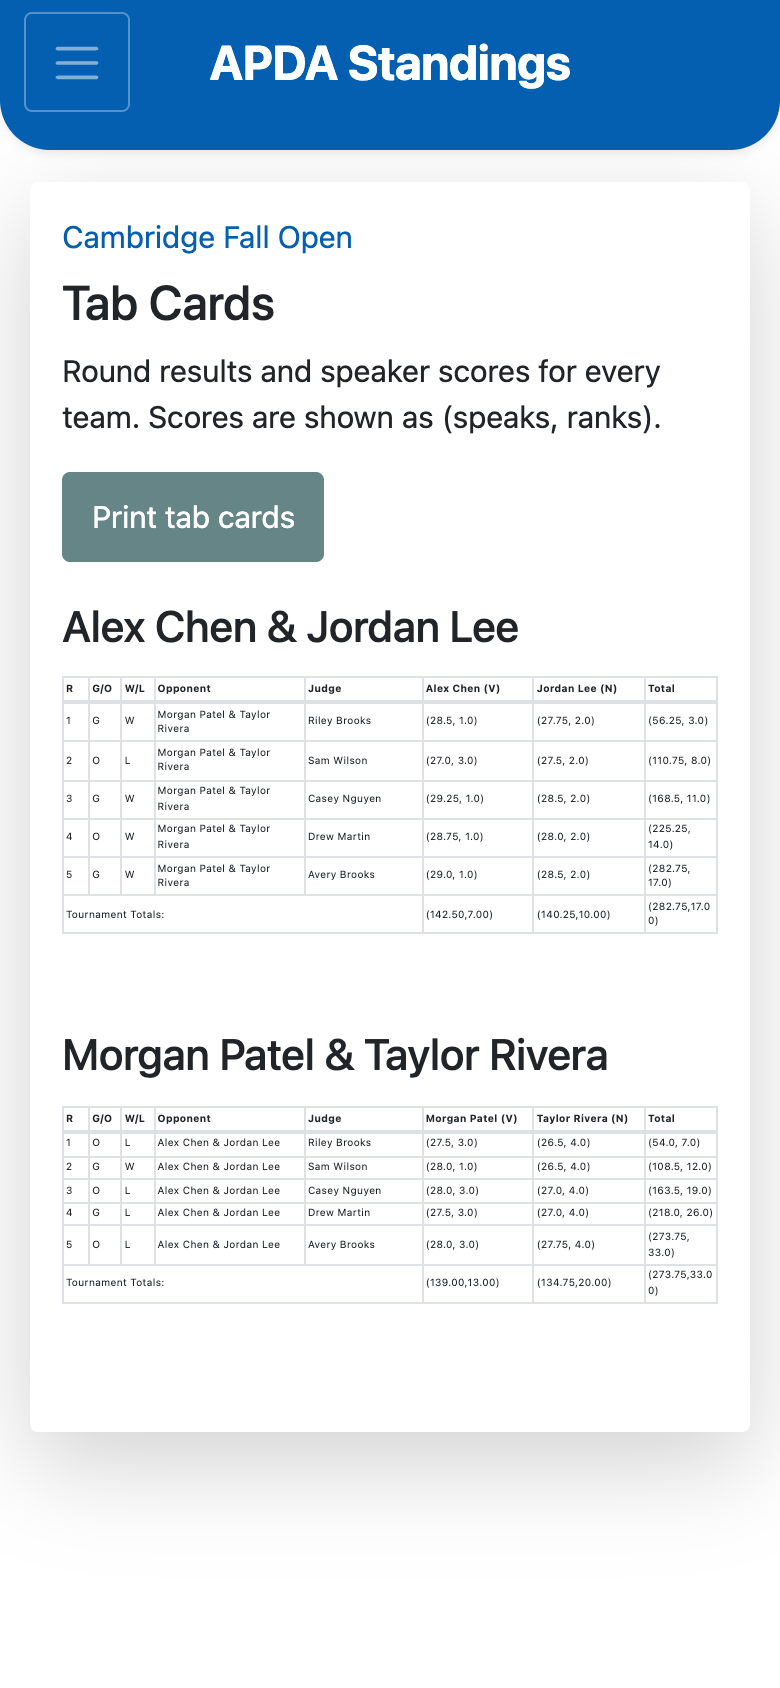 APDA Standings
Cambridge Fall Open
Tab Cards
Round results and speaker scores for every
team. Scores are shown as (speaks, ranks).
Print tab cards
Alex Chen & Jordan Lee
R G/O W/L Opponent Judge Alex Chen (V) Jordan Lee (N) Total
1 G W Morgan Patel & Taylor Rivera Riley Brooks (28.5, 1.0) (27.75, 2.0) (56.25, 3.0)
2 O L Morgan Patel & Taylor Rivera Sam Wilson (27.0, 3.0) (27.5, 2.0) (110.75, 8.0)
3 G W Morgan Patel & Taylor Rivera Casey Nguyen (29.25, 1.0) (28.5, 2.0) (168.5, 11.0)
4 O W Morgan Patel & Taylor Rivera Drew Martin (28.75, 1.0) (28.0, 2.0) (225.25, 14.0)
5 G W Morgan Patel & Taylor Rivera Avery Brooks (29.0, 1.0) (28.5, 2.0) (282.75, 17.0)
Tournament Totals: (142.50,7.00) (140.25,10.00) (282.75,17.00)
Morgan Patel & Taylor Rivera
R G/O W/L Opponent Judge Morgan Patel (V) Taylor Rivera (N) Total
1 O L Alex Chen & Jordan Lee Riley Brooks (27.5, 3.0) (26.5, 4.0) (54.0, 7.0)
2 G W Alex Chen & Jordan Lee Sam Wilson (28.0, 1.0) (26.5, 4.0) (108.5, 12.0)
3 O L Alex Chen & Jordan Lee Casey Nguyen (28.0, 3.0) (27.0, 4.0) (163.5, 19.0)
4 G L Alex Chen & Jordan Lee Drew Martin (27.5, 3.0) (27.0, 4.0) (218.0, 26.0)
5 O L Alex Chen & Jordan Lee Avery Brooks (28.0, 3.0) (27.75, 4.0) (273.75, 33.0)
Tournament Totals: (139.00,13.00) (134.75,20.00) (273.75,33.00)